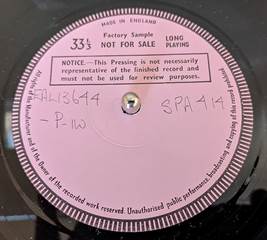 MADE IN ENGLAND
Factory Sample
33⅓ NOT FOR SALE LONG PLAYING
NOTICE.—This Pressing is not necessarily
representative of the finished record and
must not be used for review purposes.
ZAL13644
-P-1W
SPA 414
All rights of the Manufacturer and of the Owner of the recorded work reserved. Unauthorised public performance, broadcasting and copying of this record prohibited.